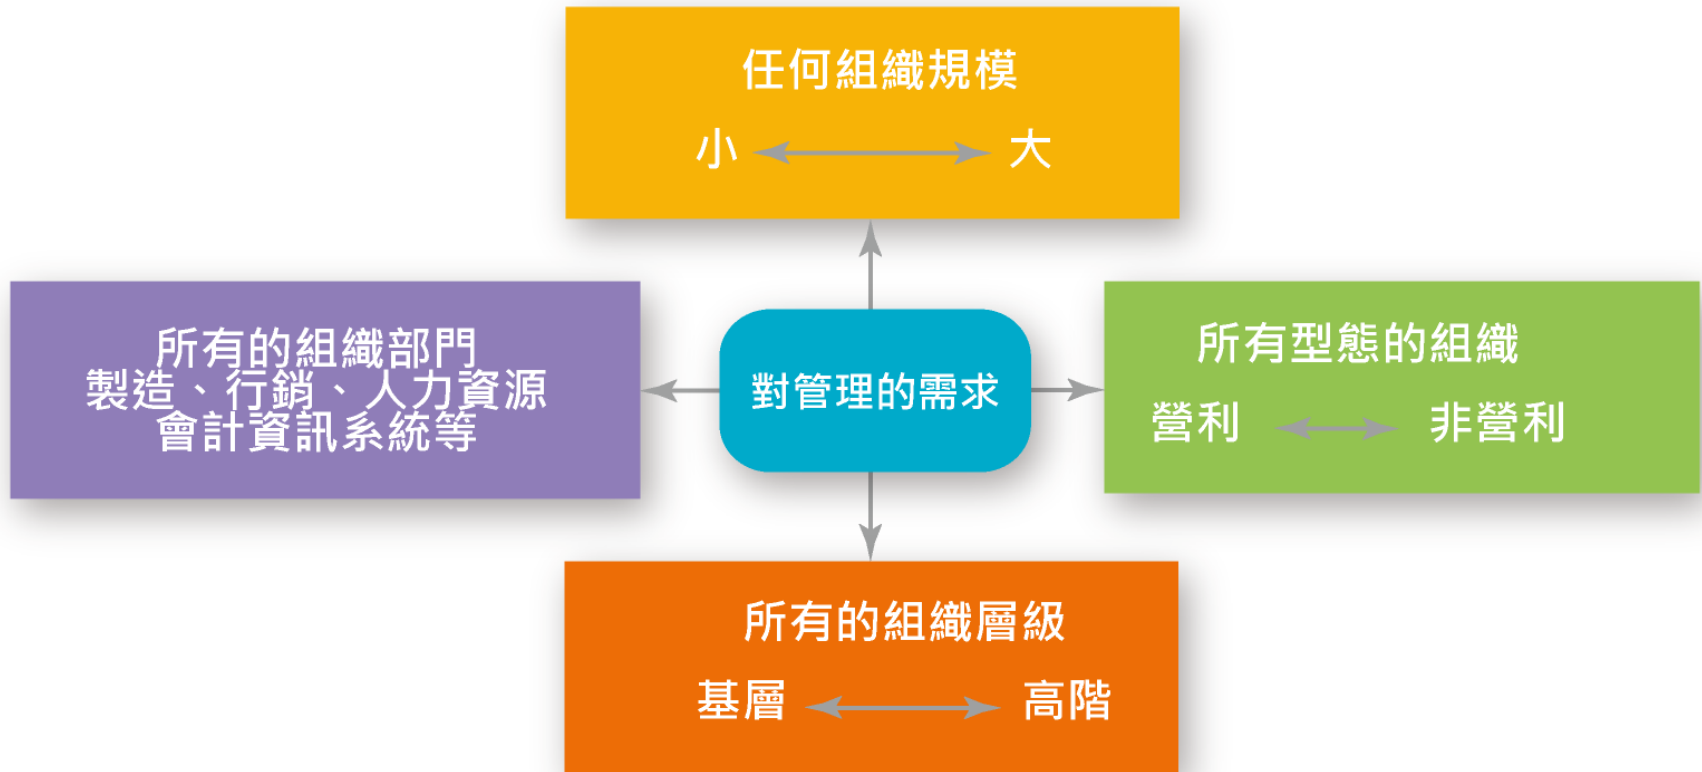 任何組織規模
小 大
所有的組織部門
製造、行銷、人力資源
會計資訊系統等
對管理的需求
所有型態的組織
營利 非營利
所有的組織層級
基層 高階